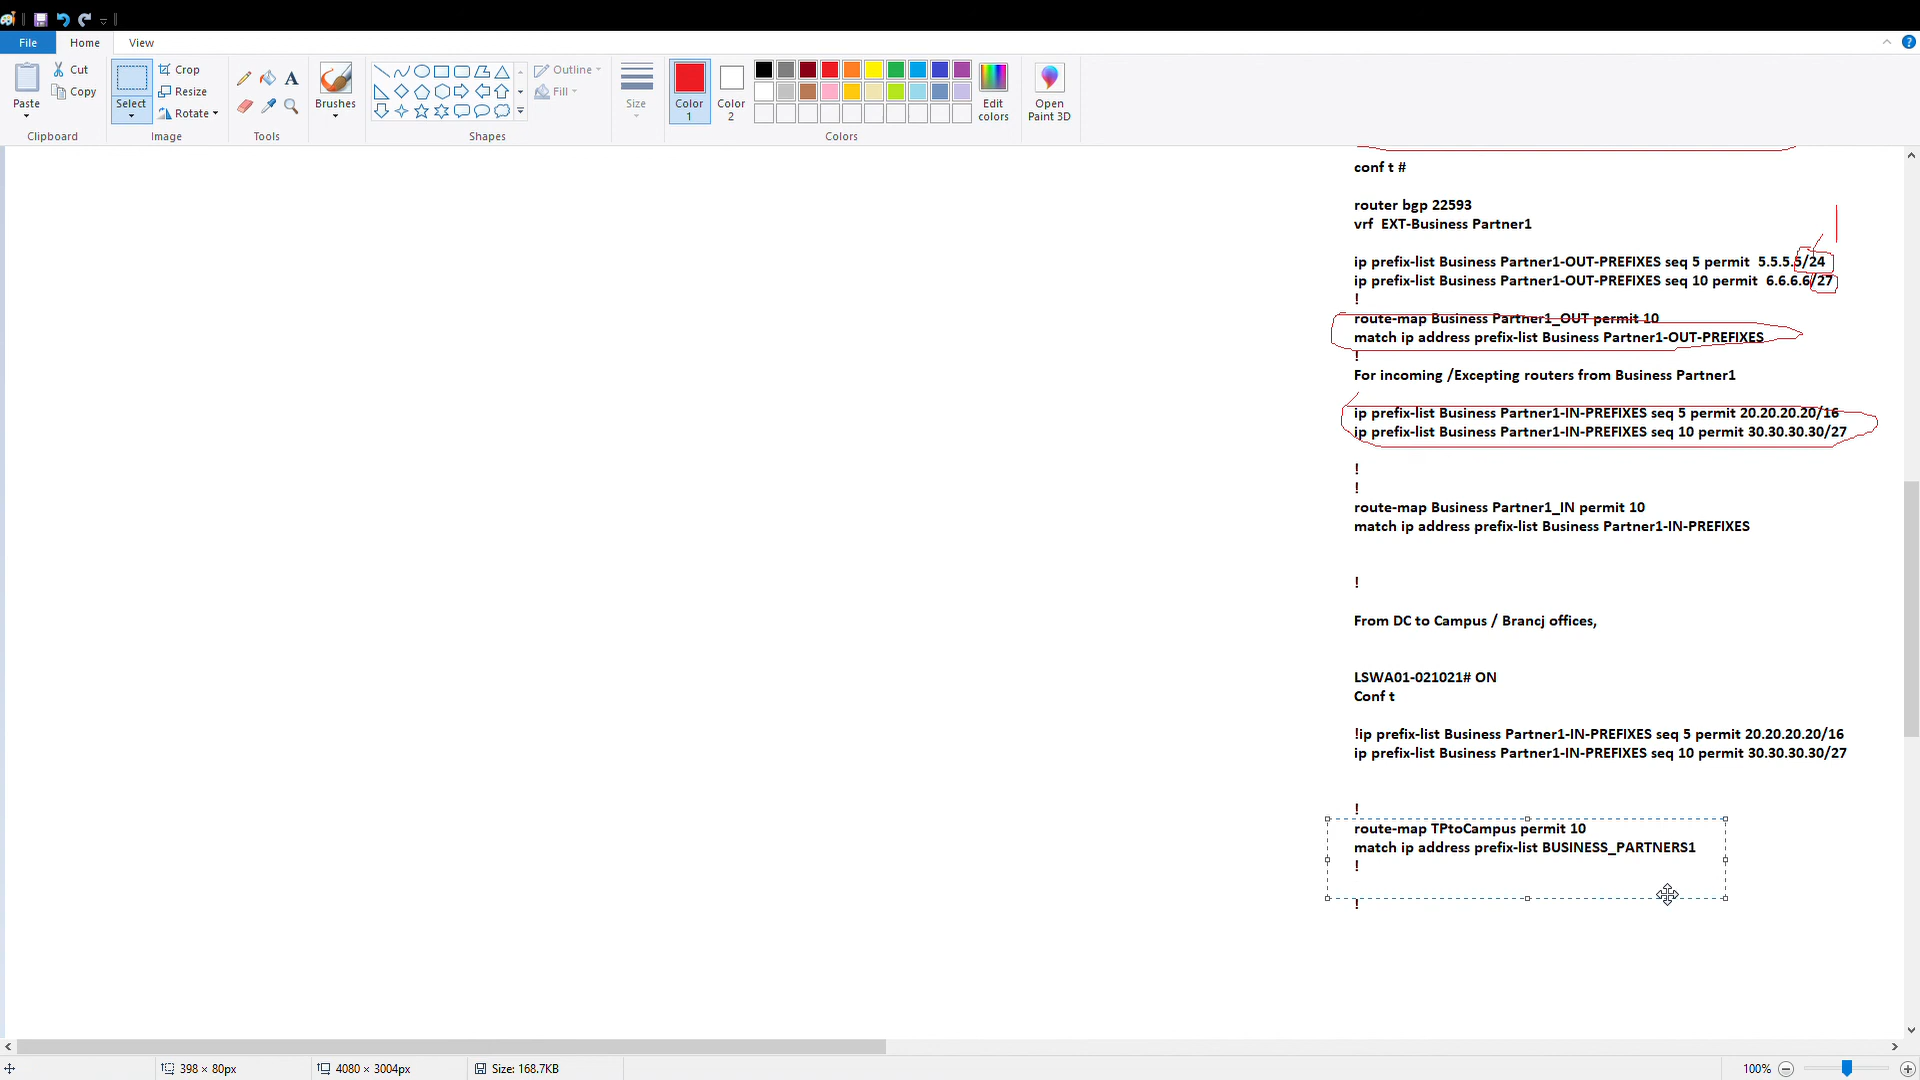 File
Home
View
Paste
Cut
Copy
Clipboard
Select
Crop
Resize
Rotate
Image
A
Tools
Brushes
Shapes
Outline
Fill
Size
Color
1
Color
2
Colors
Edit
colors
Open
Paint 3D
?
conf t #
router bgp 22593
vrf  EXT-Business Partner1
ip prefix-list Business Partner1-OUT-PREFIXES seq 5 permit  5.5.5.5/24
ip prefix-list Business Partner1-OUT-PREFIXES seq 10 permit  6.6.6.6/27
!
route-map Business Partner1_OUT permit 10
match ip address prefix-list Business Partner1-OUT-PREFIXES
!
For incoming /Excepting routers from Business Partner1
ip prefix-list Business Partner1-IN-PREFIXES seq 5 permit 20.20.20.20/16
ip prefix-list Business Partner1-IN-PREFIXES seq 10 permit 30.30.30.30/27
!
!
route-map Business Partner1_IN permit 10
match ip address prefix-list Business Partner1-IN-PREFIXES
!
From DC to Campus / Brancj offices,
LSWA01-021021# ON
Conf t
!ip prefix-list Business Partner1-IN-PREFIXES seq 5 permit 20.20.20.20/16
ip prefix-list Business Partner1-IN-PREFIXES seq 10 permit 30.30.30.30/27
!
route-map TPtoCampus permit 10
match ip address prefix-list BUSINESS_PARTNERS1
!
!
398 × 80px
4080 × 3004px
Size: 168.7KB
100%